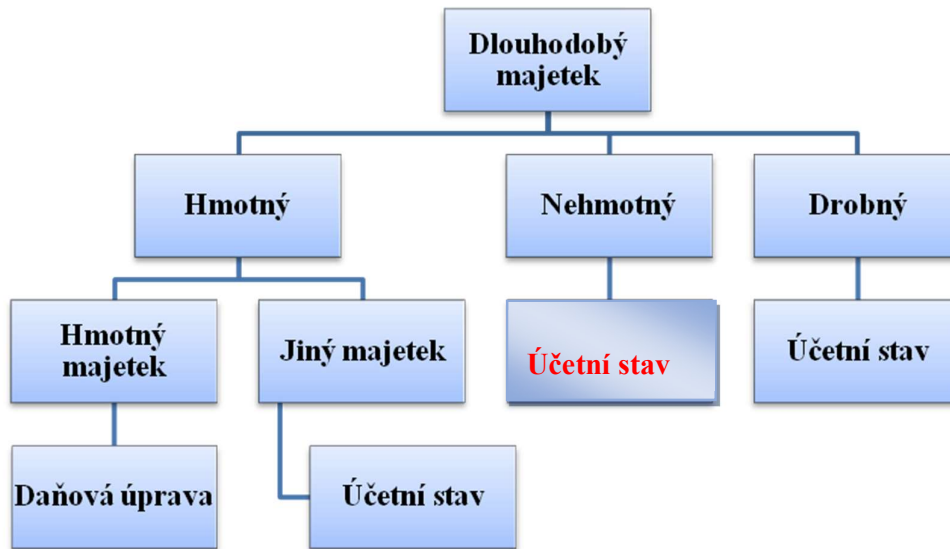 Dlouhodobý
majetek
Hmotný
Nehmotný
Drobný
Hmotný
majetek
Jiný majetek
Účetní stav
Účetní stav
Daňová úprava
Účetní stav